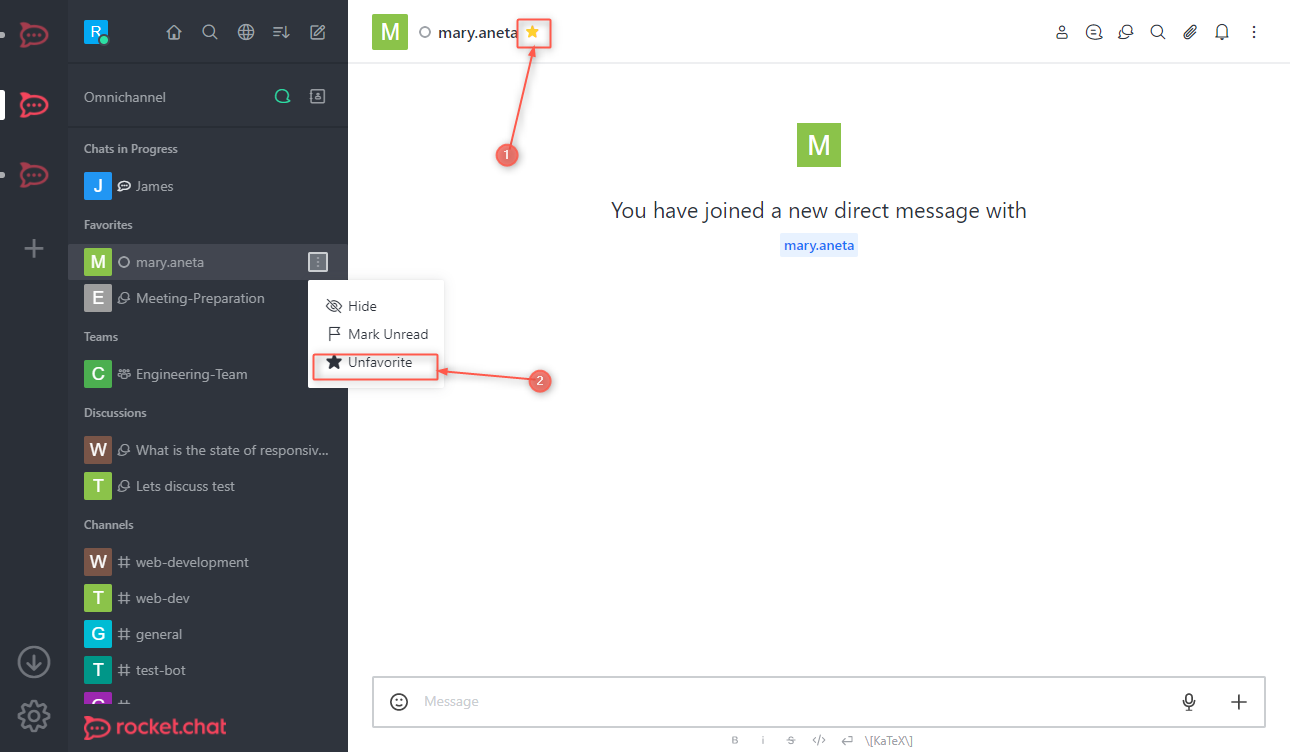 R
Omnichannel
Chats in Progress
J James
Favorites
M mary.aneta
E Meeting-Preparation
Teams
C Engineering-Team
Discussions
W What is the state of responsiv...
T Lets discuss test
Channels
W # web-development
T # web-dev
G # general
T # test-bot
rocket.chat
Hide
Mark Unread
Unfavorite
M mary.aneta
1
2
M
You have joined a new direct message with
mary.aneta
Message
B i S </> \[KaTeX\]